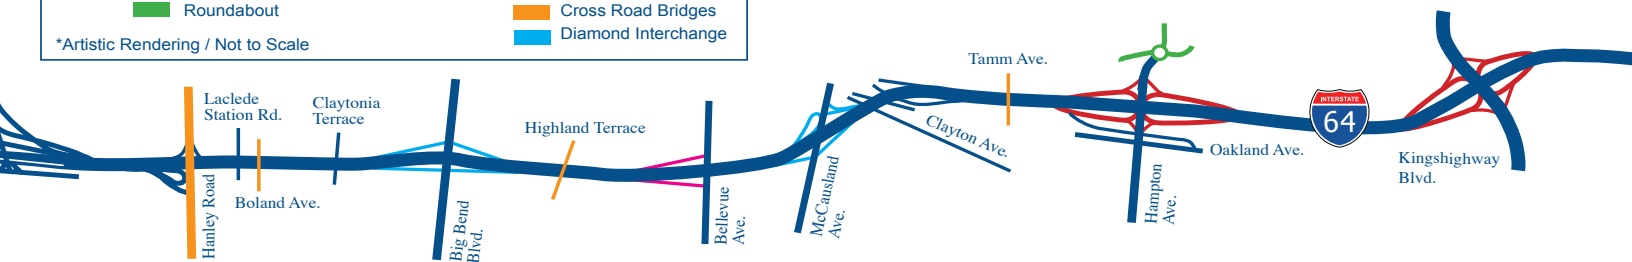 Roundabout
Cross Road Bridges
Diamond Interchange
*Artistic Rendering / Not to Scale
Laclede
Station Rd.
Claytonia
Terrace
Highland Terrace
Tamm Ave.
Clayton Ave.
Oakland Ave.
INTERSTATE
64
Kingshighway
Blvd.
Boland Ave.
Hanley Road
Big Bend
Blvd.
Bellevue
Ave.
McCausland
Ave.
Hampton
Ave.